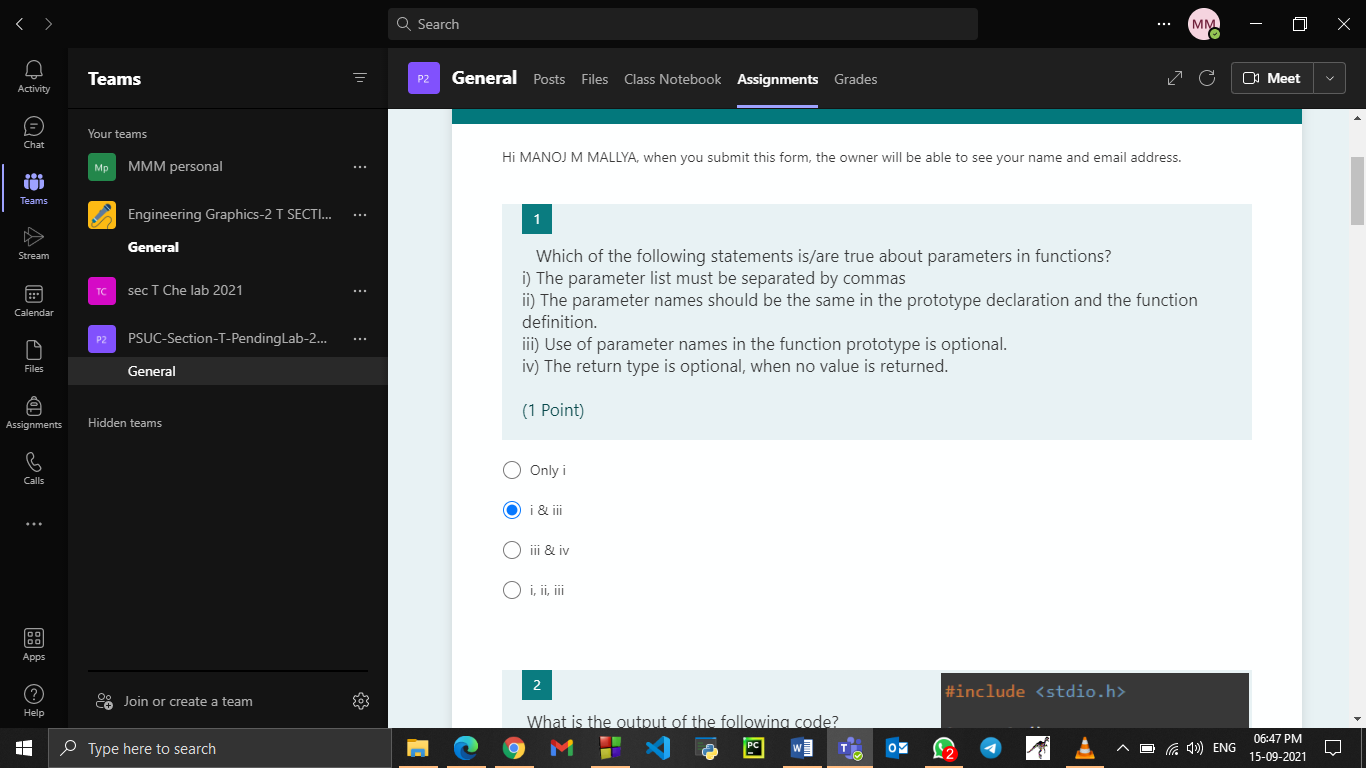 Search
MM
Activity
Chat
Teams
Stream
Calendar
Files
Assignments
Calls
Apps
Help
Teams
Your teams
Mp MMM personal
Engineering Graphics-2 T SECTI...
General
TC sec T Che lab 2021
P2 PSUC-Section-T-PendingLab-2...
General
Hidden teams
Join or create a team
P2 General Posts Files Class Notebook Assignments Grades
Meet
Hi MANOJ M MALLYA, when you submit this form, the owner will be able to see your name and email address.
1
Which of the following statements is/are true about parameters in functions?
i) The parameter list must be separated by commas
ii) The parameter names should be the same in the prototype declaration and the function
definition.
iii) Use of parameter names in the function prototype is optional.
iv) The return type is optional, when no value is returned.
(1 Point)
Only i
i & iii
iii & iv
i, ii, iii
2
What is the output of the following code?
#include <stdio.h>
Type here to search
PC
2
ENG
06:47 PM
15-09-2021